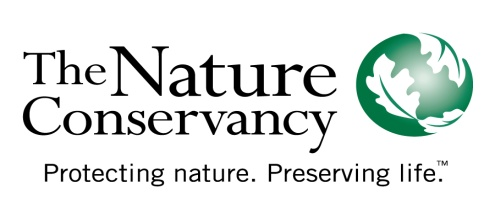 The Nature
Conservancy
Protecting nature. Preserving life.™